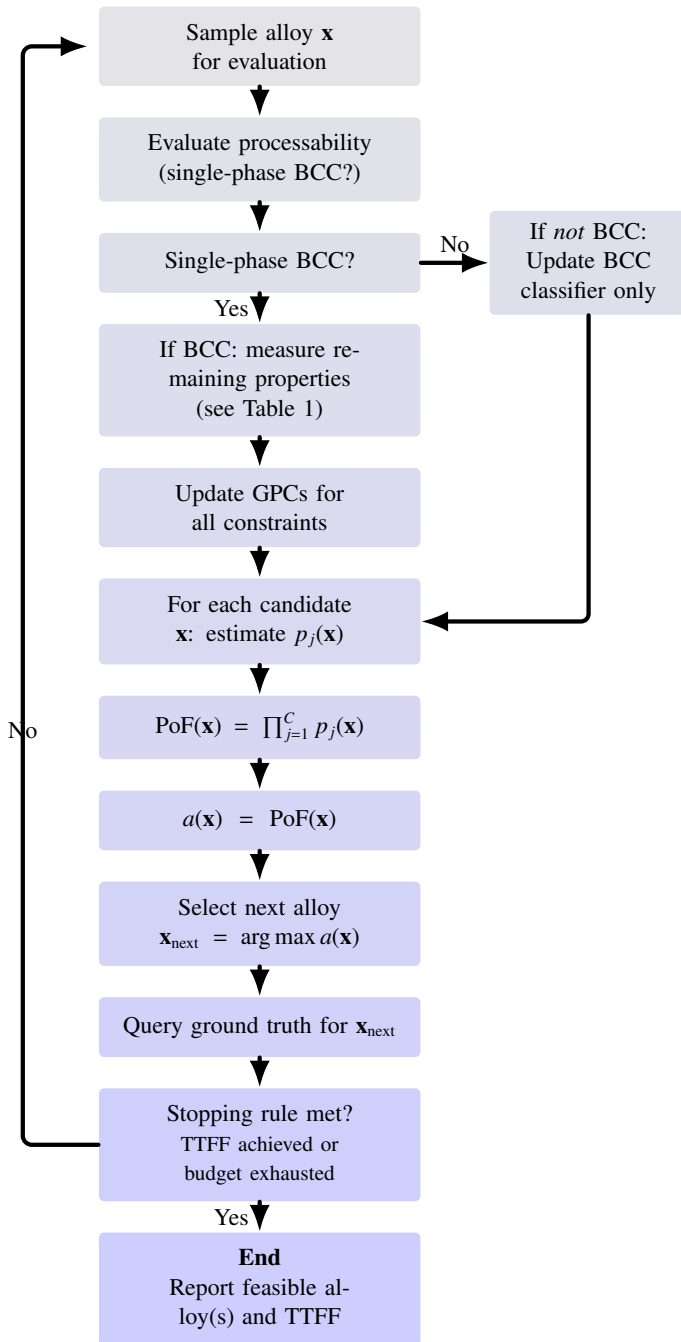 Sample alloy x
for evaluation
Evaluate processability
(single-phase BCC?)
Single-phase BCC?
No
If not BCC:
Update BCC
classifier only
Yes
If BCC: measure re-
maining properties
(see Table 1)
Update GPCs for
all constraints
For each candidate
x: estimate p_j(x)
PoF(x) = ∏_{j=1}^{C} p_j(x)
No
a(x) = PoF(x)
Select next alloy
x_next = arg max a(x)
Query ground truth for x_next
Stopping rule met?
TTFF achieved or
budget exhausted
Yes
End
Report feasible al-
loy(s) and TTFF